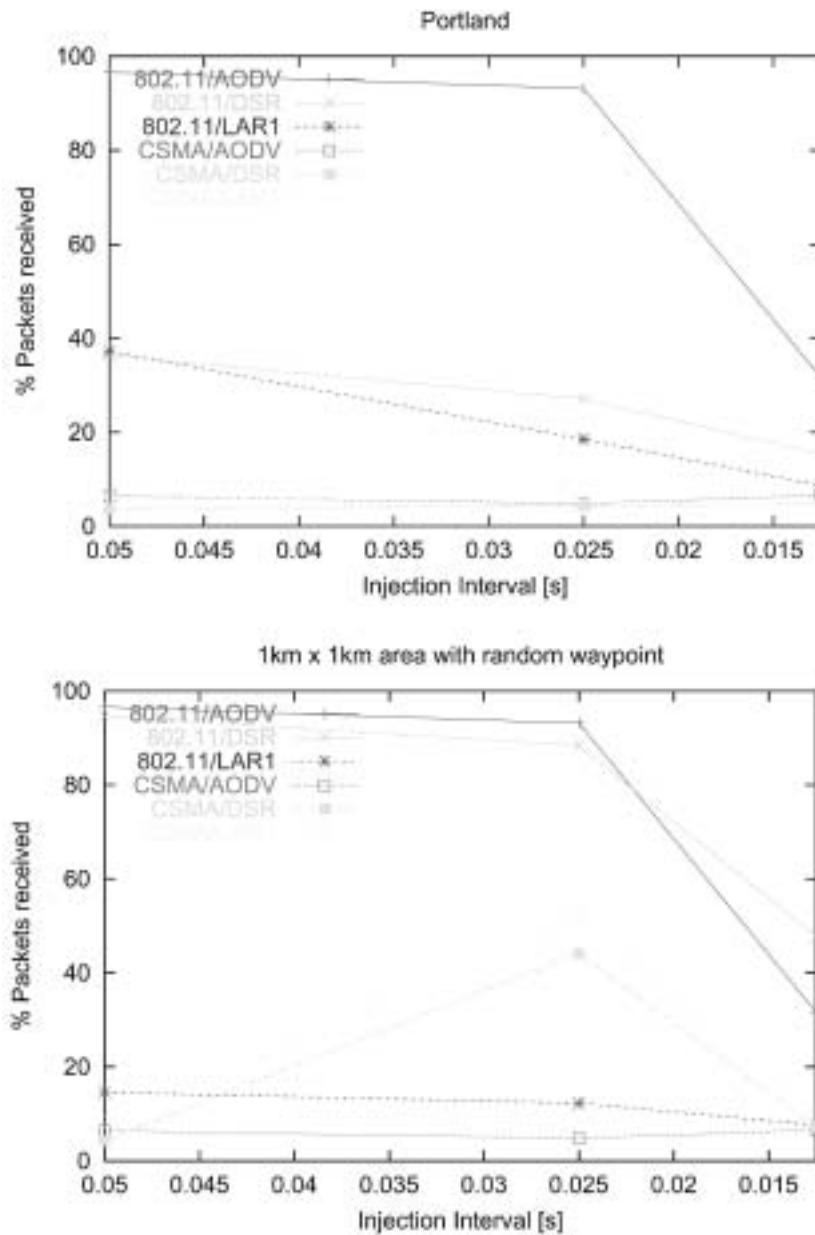 Portland
100
80
60
40
20
0
% Packets received
802.11/AODV
802.11/DSR
802.11/LAR1
CSMA/AODV
CSMA/DSR
0.05 0.045 0.04 0.035 0.03 0.025 0.02 0.015
Injection Interval [s]
1km x 1km area with random waypoint
100
80
60
40
20
0
% Packets received
802.11/AODV
802.11/DSR
802.11/LAR1
CSMA/AODV
CSMA/DSR
0.05 0.045 0.04 0.035 0.03 0.025 0.02 0.015
Injection Interval [s]